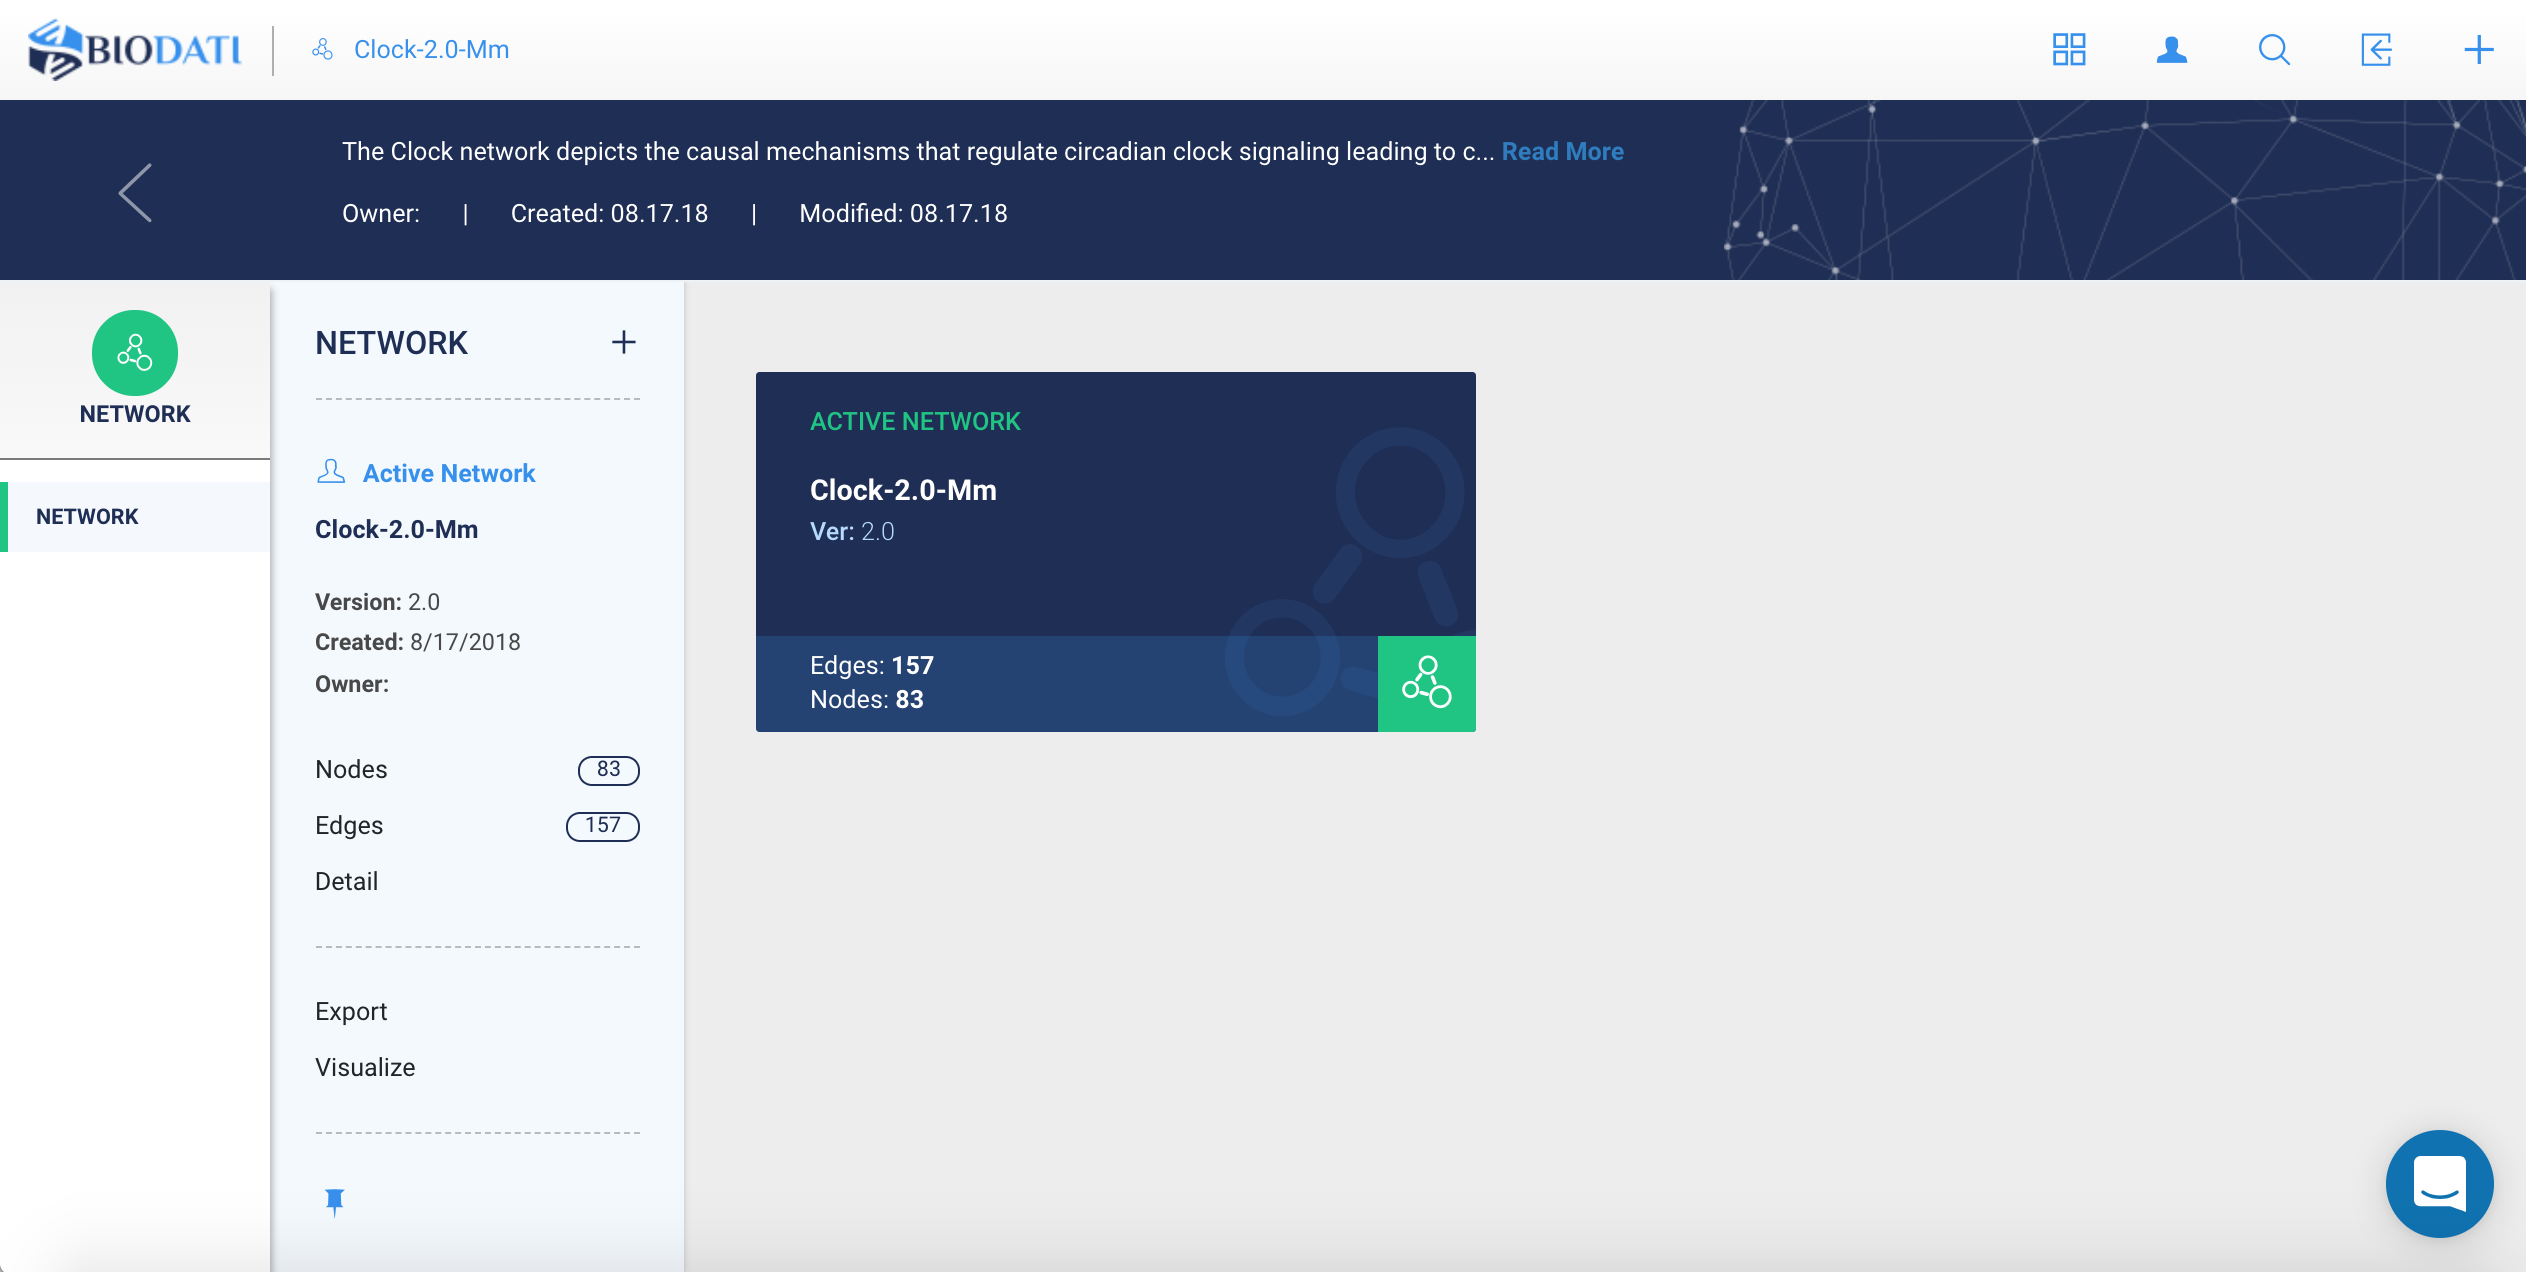 BIODATI
Clock-2.0-Mm
The Clock network depicts the causal mechanisms that regulate circadian clock signaling leading to c... Read More
Owner: | Created: 08.17.18 | Modified: 08.17.18
NETWORK
NETWORK
NETWORK
Active Network
Clock-2.0-Mm
Version: 2.0
Created: 8/17/2018
Owner:
Nodes 83
Edges 157
Detail
Export
Visualize
ACTIVE NETWORK
Clock-2.0-Mm
Ver: 2.0
Edges: 157
Nodes: 83